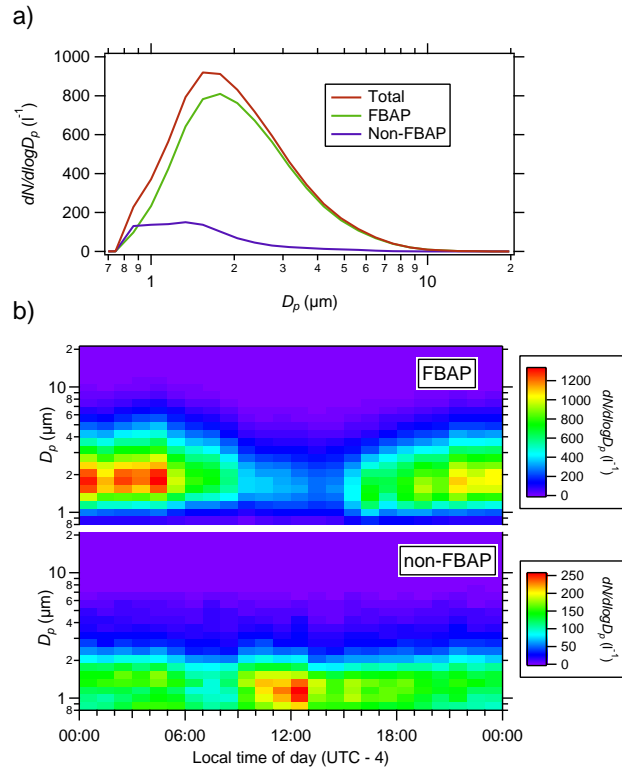 a)
1000
800
600
400
200
0
dN/dlogDp (l-1)
Total
FBAP
Non-FBAP
7 8 9 1 2 3 4 5 6 7 8 9 10 2
Dp (µm)
b)
FBAP
2
10
8
6
4
2
1
8
Dp (µm)
1200
1000
800
600
400
200
0
dN/dlogDp (l-1)
non-FBAP
2
10
8
6
4
2
1
8
Dp (µm)
250
200
150
100
50
0
dN/dlogDp (l-1)
00:00 06:00 12:00 18:00 00:00
Local time of day (UTC - 4)